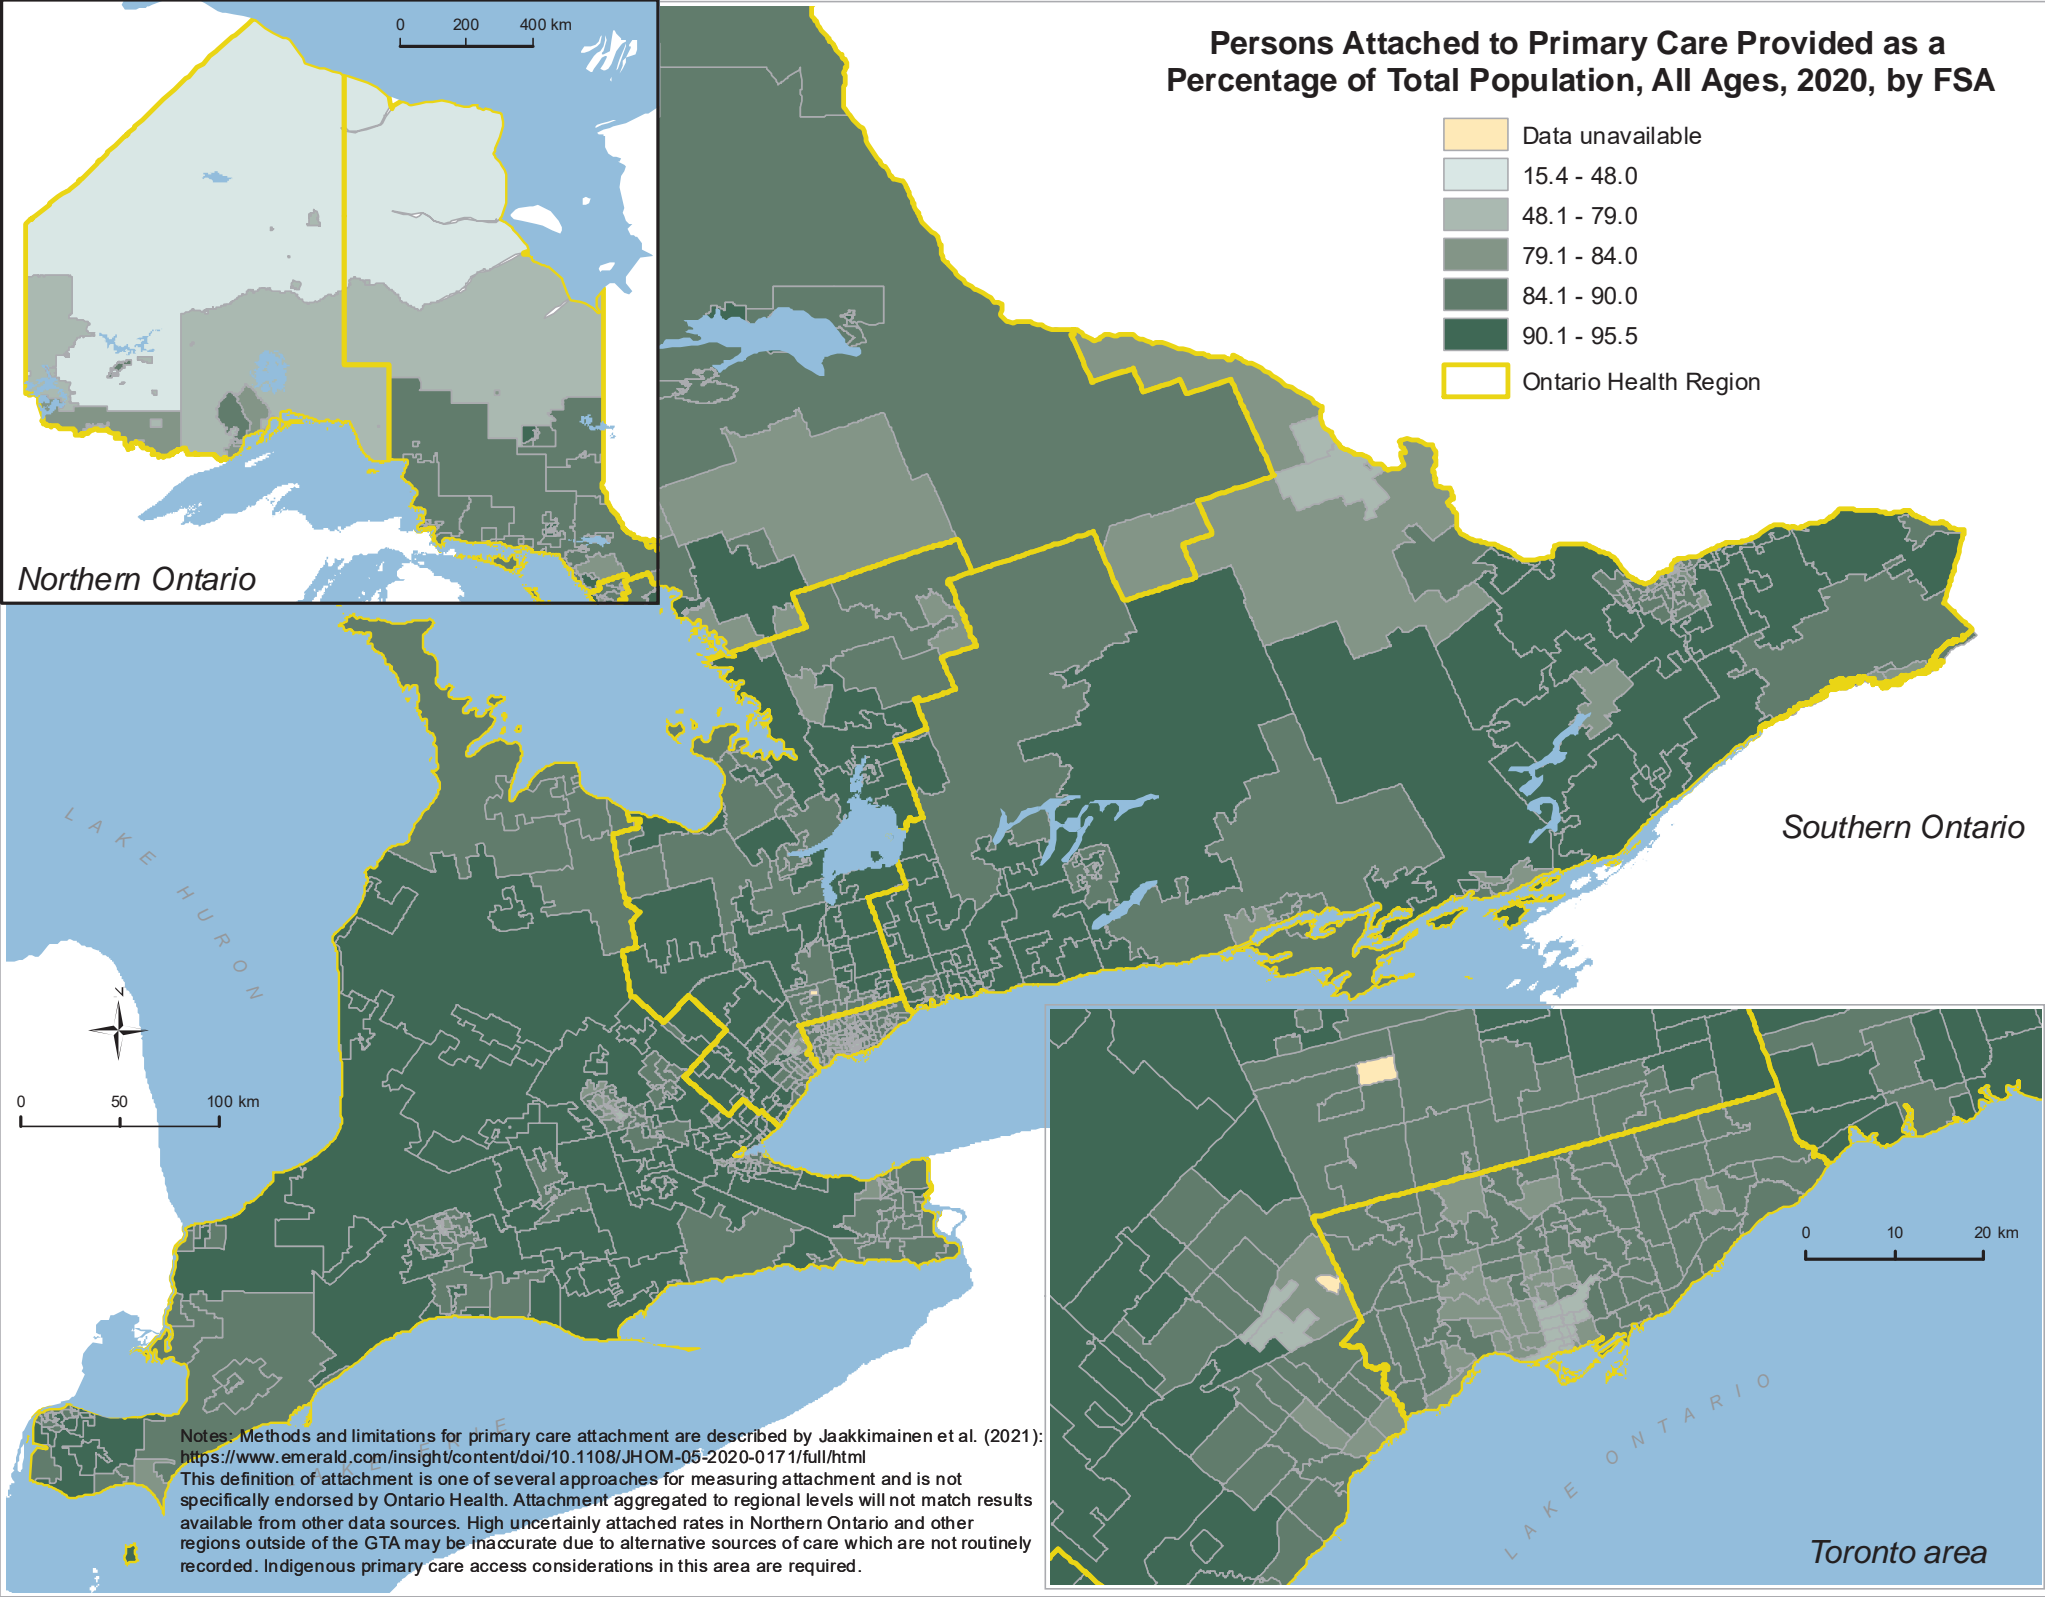 0 200 400 km
Northern Ontario
Persons Attached to Primary Care Provided as a
Percentage of Total Population, All Ages, 2020, by FSA
Data unavailable
15.4 - 48.0
48.1 - 79.0
79.1 - 84.0
84.1 - 90.0
90.1 - 95.5
Ontario Health Region
Southern Ontario
LAKE HURON
N
0 50 100 km
0 10 20 km
LAKE ONTARIO
Toronto area
LAKE ERIE
Notes: Methods and limitations for primary care attachment are described by Jaakkimainen et al. (2021):
https://www.emerald.com/insight/content/doi/10.1108/JHOM-05-2020-0171/full/html
This definition of attachment is one of several approaches for measuring attachment and is not
specifically endorsed by Ontario Health. Attachment aggregated to regional levels will not match results
available from other data sources. High uncertainly attached rates in Northern Ontario and other
regions outside of the GTA may be inaccurate due to alternative sources of care which are not routinely
recorded. Indigenous primary care access considerations in this area are required.